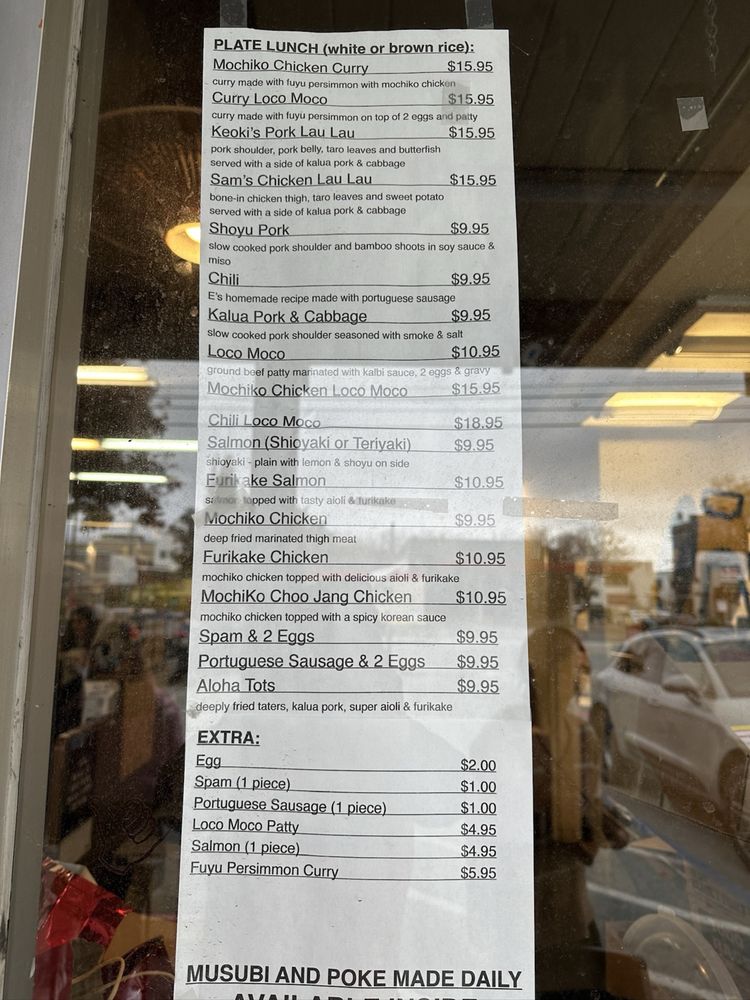 PLATE LUNCH (white or brown rice):
Mochiko Chicken Curry $15.95
curry made with fuyu persimmon with mochiko chicken
Curry Loco Moco $15.95
curry made with fuyu persimmon on top of 2 eggs and patty
Keoki's Pork Lau Lau $15.95
pork shoulder, pork belly, taro leaves and butterfish
served with a side of kalua pork & cabbage
Sam's Chicken Lau Lau $15.95
bone-in chicken thigh, taro leaves and sweet potato
served with a side of kalua pork & cabbage
Shoyu Pork $9.95
slow cooked pork shoulder and bamboo shoots in soy sauce &
miso
Chili $9.95
E's homemade recipe made with portuguese sausage
Kalua Pork & Cabbage $9.95
slow cooked pork shoulder seasoned with smoke & salt
Loco Moco $10.95
ground beef patty marinated with kalbi sauce, 2 eggs & gravy
Mochiko Chicken Loco Moco $15.95
Chili Loco Moco $18.95
Salmon (Shioyaki or Teriyaki) $9.95
shioyaki - plain with lemon & shoyu on side
Furikake Salmon $10.95
salmon topped with tasty aioli & furikake
Mochiko Chicken $9.95
deep fried marinated thigh meat
Furikake Chicken $10.95
mochiko chicken topped with delicious aioli & furikake
MochiKo Choo Jang Chicken $10.95
mochiko chicken topped with a spicy korean sauce
Spam & 2 Eggs $9.95
Portuguese Sausage & 2 Eggs $9.95
Aloha Tots $9.95
deeply fried taters, kalua pork, super aioli & furikake
EXTRA:
Egg $2.00
Spam (1 piece) $1.00
Portuguese Sausage (1 piece) $1.00
Loco Moco Patty $4.95
Salmon (1 piece) $4.95
Fuyu Persimmon Curry $5.95
MUSUBI AND POKE MADE DAILY
AVAILABLE INSIDE